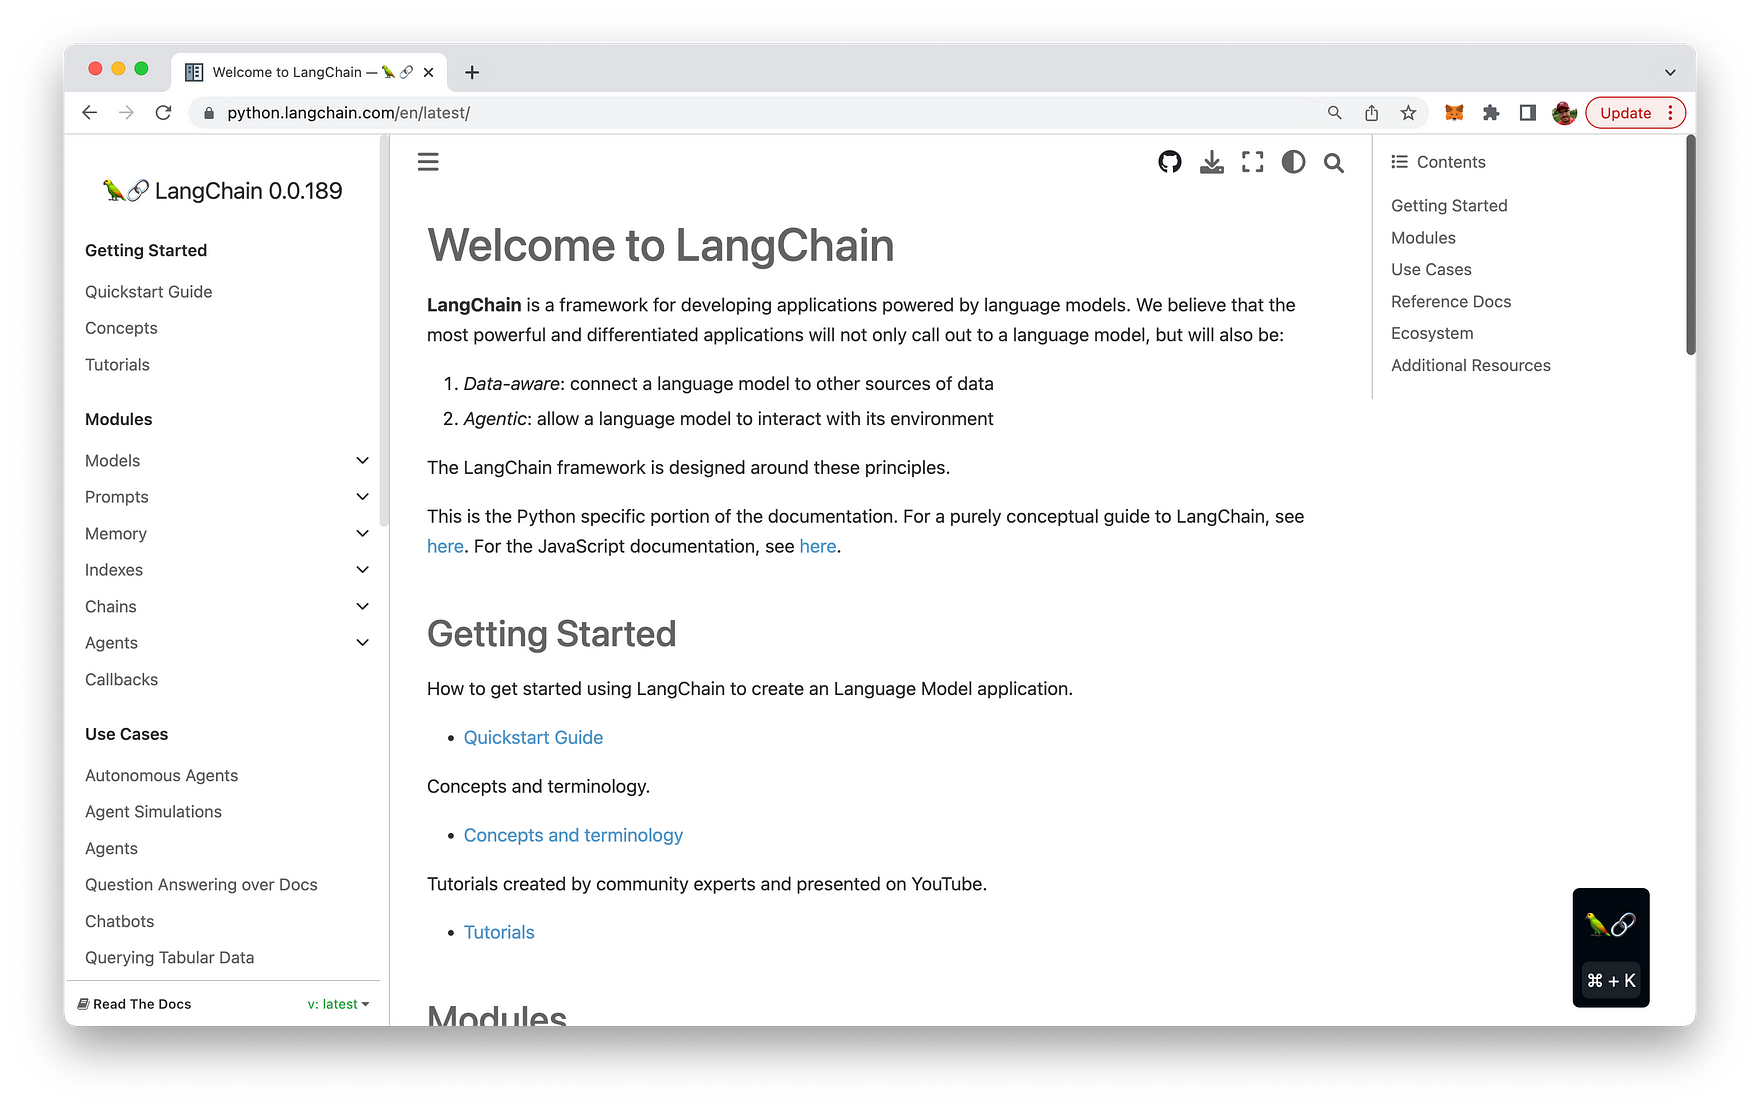 Welcome to LangChain — 🦜🔗
python.langchain.com/en/latest/
Update
🦜🔗 LangChain 0.0.189
Getting Started
Quickstart Guide
Concepts
Tutorials
Modules
Models
Prompts
Memory
Indexes
Chains
Agents
Callbacks
Use Cases
Autonomous Agents
Agent Simulations
Agents
Question Answering over Docs
Chatbots
Querying Tabular Data
Read The Docs
v: latest
Welcome to LangChain
LangChain is a framework for developing applications powered by language models. We believe that the
most powerful and differentiated applications will not only call out to a language model, but will also be:
1. Data-aware: connect a language model to other sources of data
2. Agentic: allow a language model to interact with its environment
The LangChain framework is designed around these principles.
This is the Python specific portion of the documentation. For a purely conceptual guide to LangChain, see
here. For the JavaScript documentation, see here.
Getting Started
How to get started using LangChain to create an Language Model application.
• Quickstart Guide
Concepts and terminology.
• Concepts and terminology
Tutorials created by community experts and presented on YouTube.
• Tutorials
Modules
Contents
Getting Started
Modules
Use Cases
Reference Docs
Ecosystem
Additional Resources
⌘ + K